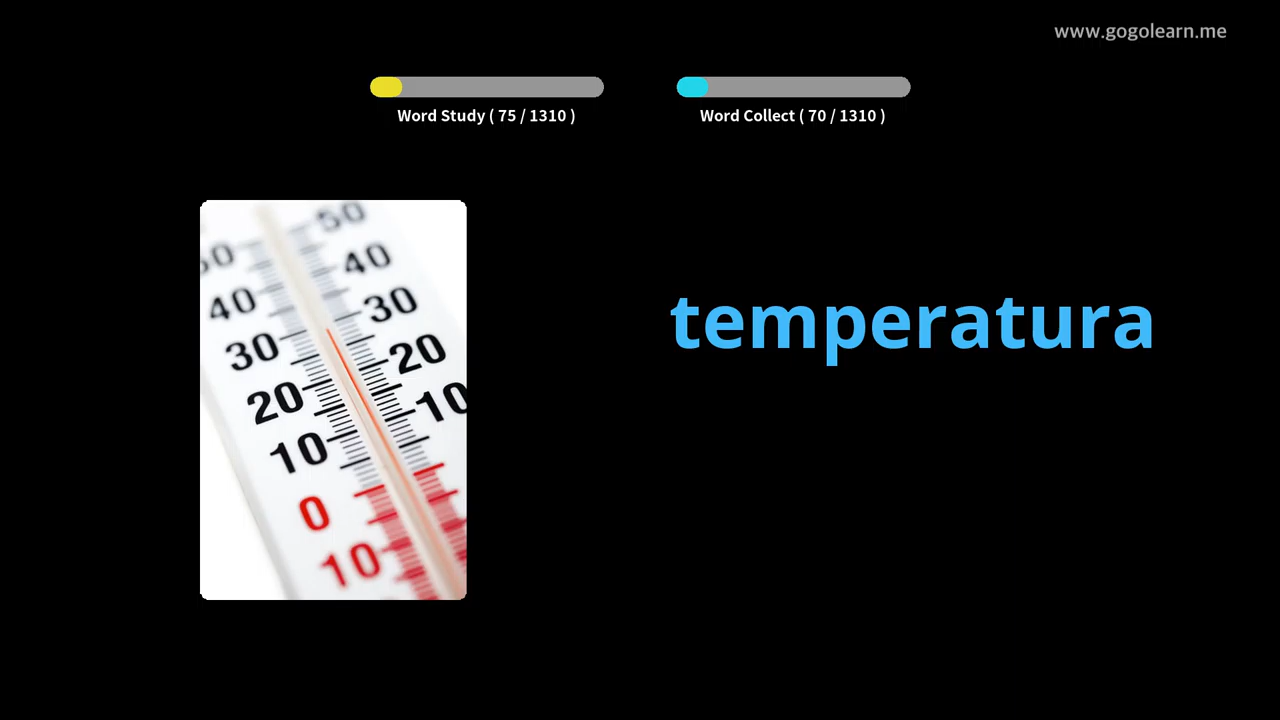 www.gogolearn.me
Word Study ( 75 / 1310 )
Word Collect ( 70 / 1310 )
temperatura
50
40 40
30 30
20 20
10 10
0
10